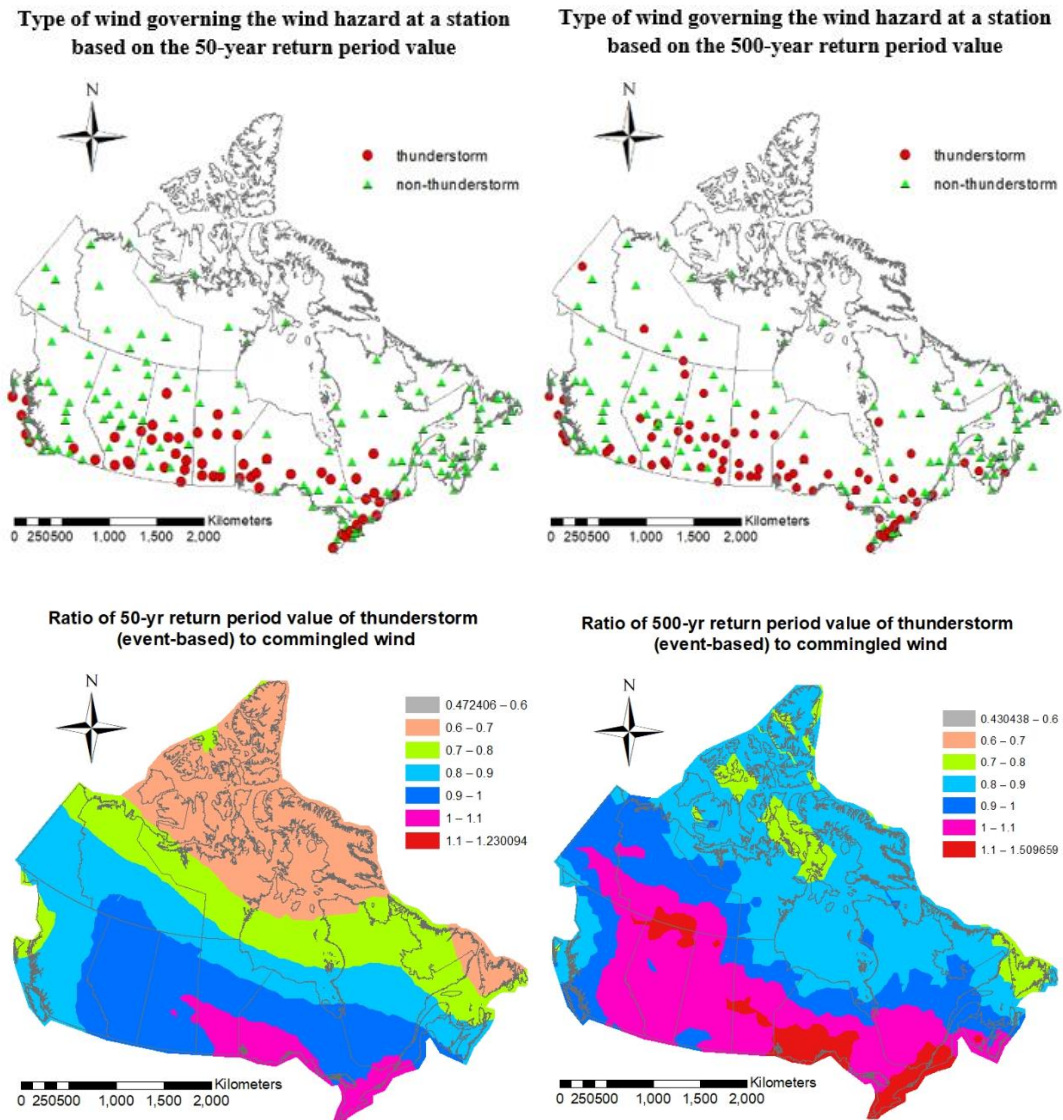 Type of wind governing the wind hazard at a station
based on the 50-year return period value
N
thunderstorm
non-thunderstorm
Kilometers
0 250500 1,000 1,500 2,000
Type of wind governing the wind hazard at a station
based on the 500-year return period value
N
thunderstorm
non-thunderstorm
Kilometers
0 250500 1,000 1,500 2,000
Ratio of 50-yr return period value of thunderstorm
(event-based) to commingled wind
N
0.472406 – 0.6
0.6 – 0.7
0.7 – 0.8
0.8 – 0.9
0.9 – 1
1 – 1.1
1.1 – 1.230094
Kilometers
0 250500 1,000 1,500 2,000
Ratio of 500-yr return period value of thunderstorm
(event-based) to commingled wind
N
0.430438 – 0.6
0.6 – 0.7
0.7 – 0.8
0.8 – 0.9
0.9 – 1
1 – 1.1
1.1 – 1.509659
Kilometers
0 250500 1,000 1,500 2,000